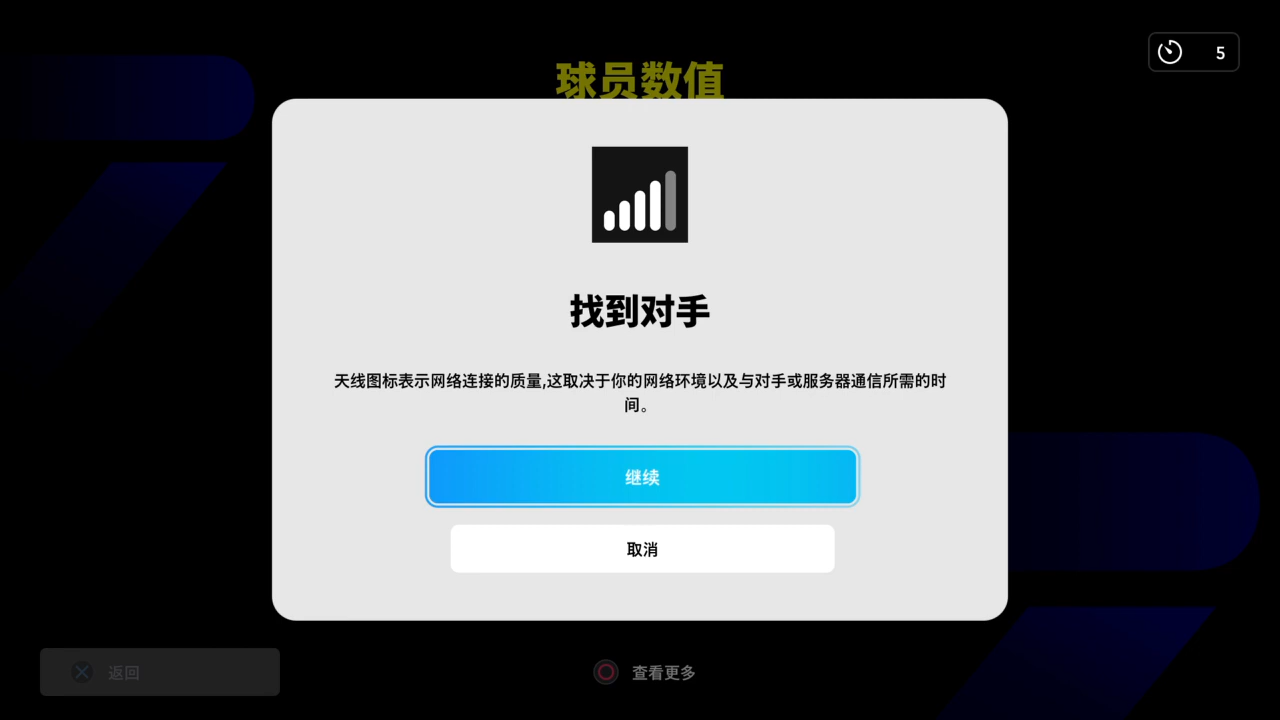 5
球员数值
找到对手
天线图标表示网络连接的质量,这取决于你的网络环境以及与对手或服务器通信所需的时
间。
继续
取消
返回
查看更多